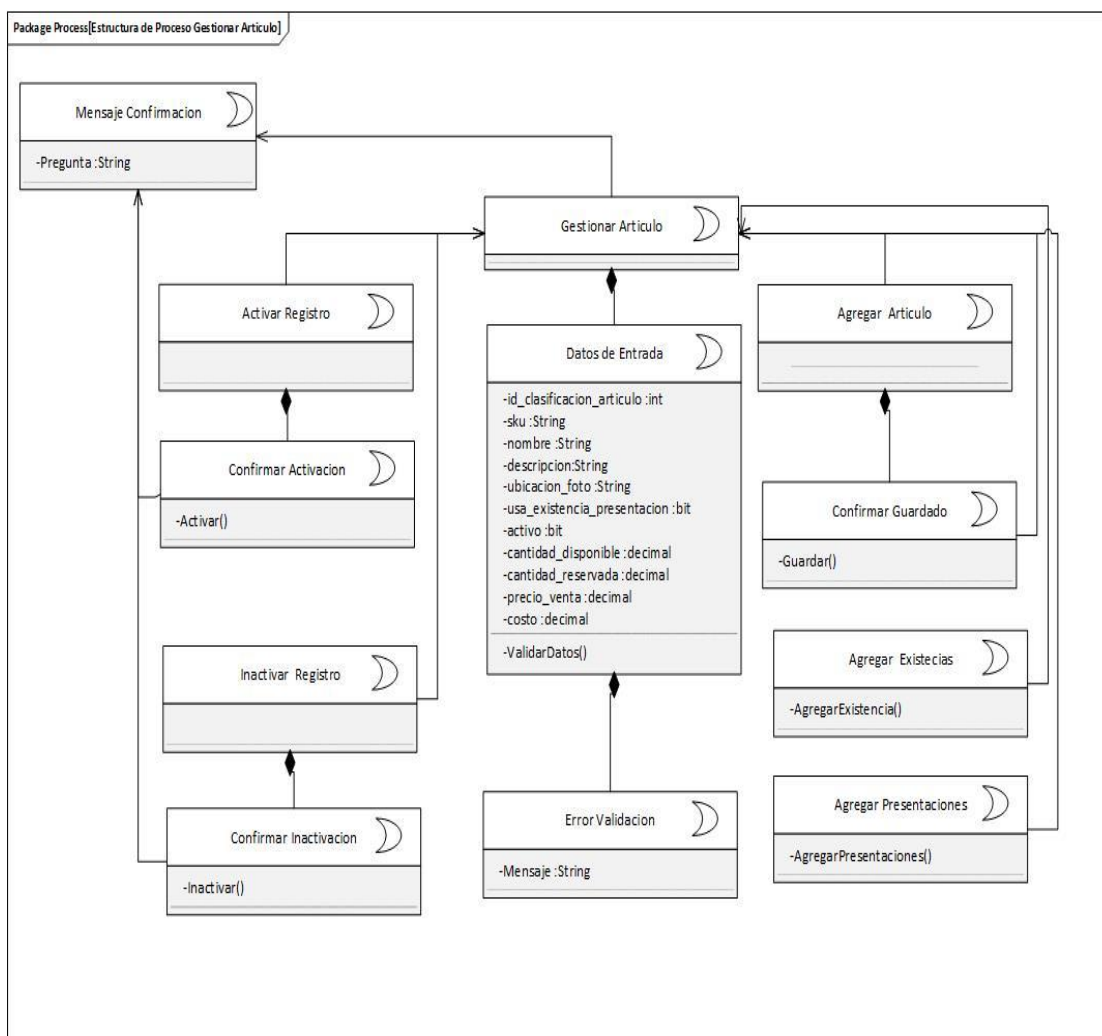 Package Process[Estructura de Proceso Gestionar Articulo]
Mensaje Confirmacion
-Pregunta :String
Gestionar Articulo
Activar Registro
Confirmar Activacion
-Activar()
Inactivar Registro
Confirmar Inactivacion
-Inactivar()
Datos de Entrada
-id_clasificacion_articulo :int
-sku :String
-nombre :String
-descripcion:String
-ubicacion_foto :String
-usa_existencia_presentacion :bit
-activo :bit
-cantidad_disponible :decimal
-cantidad_reservada :decimal
-precio_venta :decimal
-costo :decimal
-ValidarDatos()
Error Validacion
-Mensaje :String
Agregar Articulo
Confirmar Guardado
-Guardar()
Agregar Existecias
-AgregarExistencia()
Agregar Presentaciones
-AgregarPresentaciones()